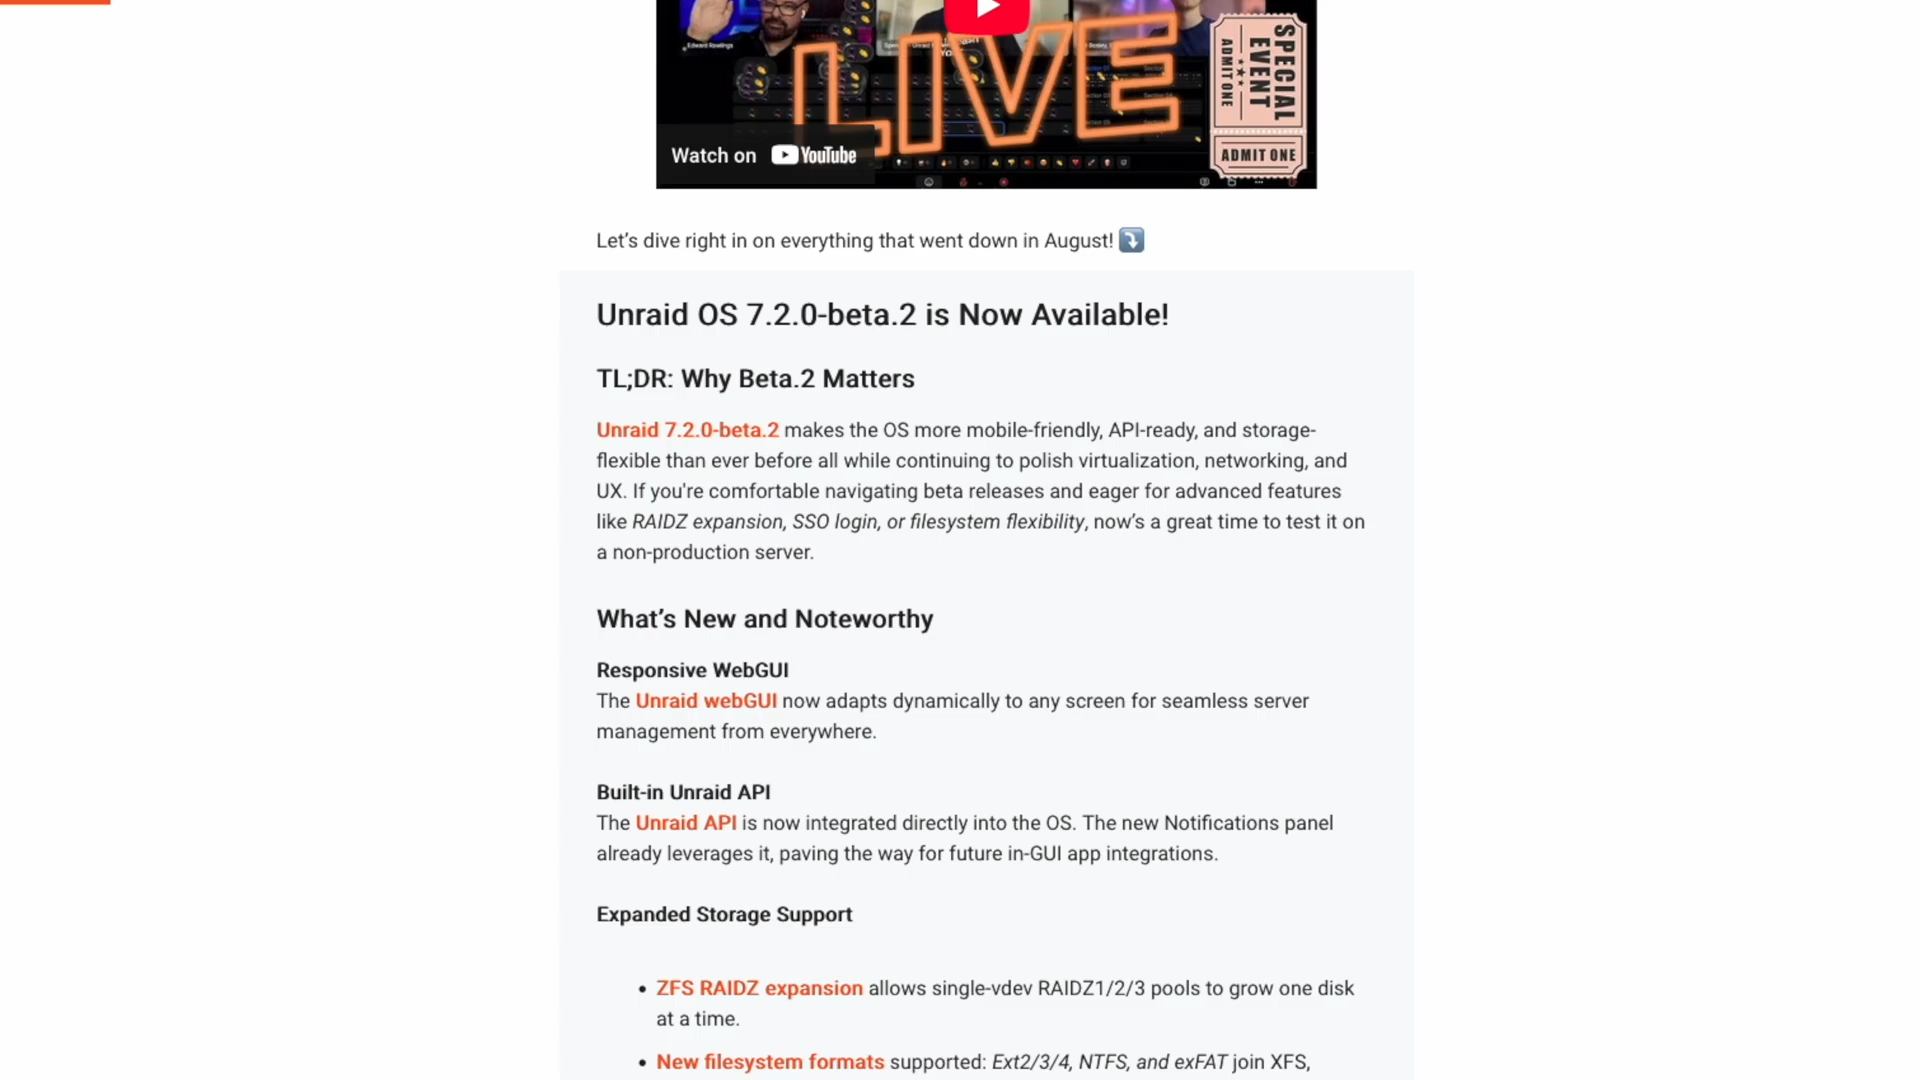 Edward Rawlings
LIVE
SPECIAL
EVENT
ADMIT ONE
ADMIT ONE
Watch on YouTube
Let’s dive right in on everything that went down in August!
Unraid OS 7.2.0-beta.2 is Now Available!
TL;DR: Why Beta.2 Matters
Unraid 7.2.0-beta.2 makes the OS more mobile-friendly, API-ready, and storage-
flexible than ever before all while continuing to polish virtualization, networking, and
UX. If you're comfortable navigating beta releases and eager for advanced features
like RAIDZ expansion, SSO login, or filesystem flexibility, now’s a great time to test it on
a non-production server.
What’s New and Noteworthy
Responsive WebGUI
The Unraid webGUI now adapts dynamically to any screen for seamless server
management from everywhere.
Built-in Unraid API
The Unraid API is now integrated directly into the OS. The new Notifications panel
already leverages it, paving the way for future in-GUI app integrations.
Expanded Storage Support
• ZFS RAIDZ expansion allows single-vdev RAIDZ1/2/3 pools to grow one disk
at a time.
• New filesystem formats supported: Ext2/3/4, NTFS, and exFAT join XFS,